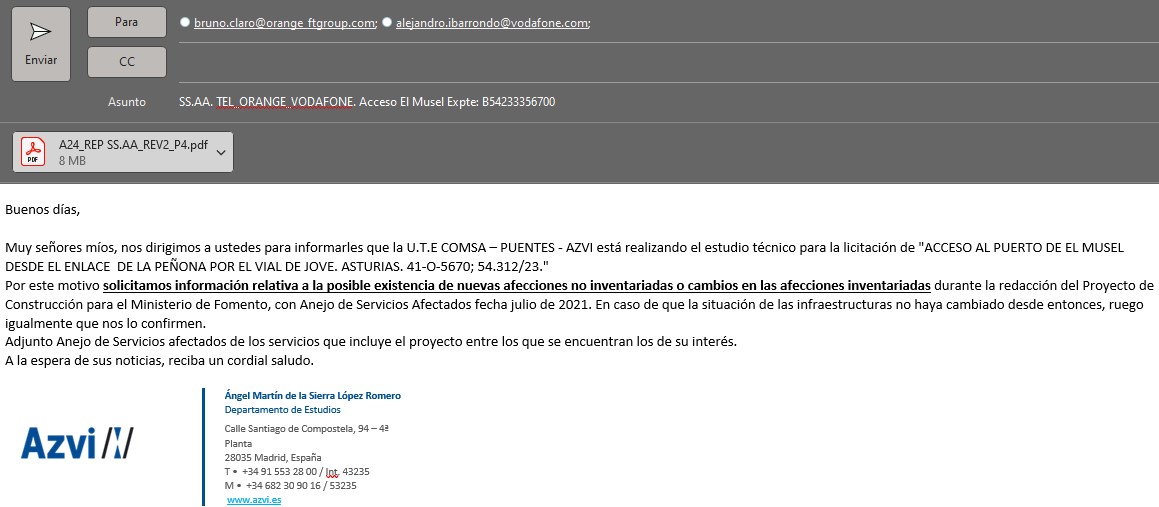 Enviar
Para
bruno.claro@orange_ftgroup.com; alejandro.ibarrondo@vodafone.com;
CC
Asunto
SS.AA. TEL_ORANGE_VODAFONE. Acceso El Musel Expte: B54233356700
A24_REP SS.AA_REV2_P4.pdf
8 MB
PDF
Buenos días,
Muy señores míos, nos dirigimos a ustedes para informarles que la U.T.E COMSA – PUENTES - AZVI está realizando el estudio técnico para la licitación de "ACCESO AL PUERTO DE EL MUSEL
DESDE EL ENLACE  DE LA PEÑONA POR EL VIAL DE JOVE. ASTURIAS. 41-O-5670; 54.312/23."
Por este motivo solicitamos información relativa a la posible existencia de nuevas afecciones no inventariadas o cambios en las afecciones inventariadas durante la redacción del Proyecto de
Construcción para el Ministerio de Fomento, con Anejo de Servicios Afectados fecha julio de 2021. En caso de que la situación de las infraestructuras no haya cambiado desde entonces, ruego
igualmente que nos lo confirmen.
Adjunto Anejo de Servicios afectados de los servicios que incluye el proyecto entre los que se encuentran los de su interés.
A la espera de sus noticias, reciba un cordial saludo.
Azvi
Ángel Martín de la Sierra López Romero
Departamento de Estudios
Calle Santiago de Compostela, 94 – 4ª
Planta
28035 Madrid, España
T • +34 91 553 28 00 / Int. 43235
M • +34 682 30 90 16 / 53235
www.azvi.es